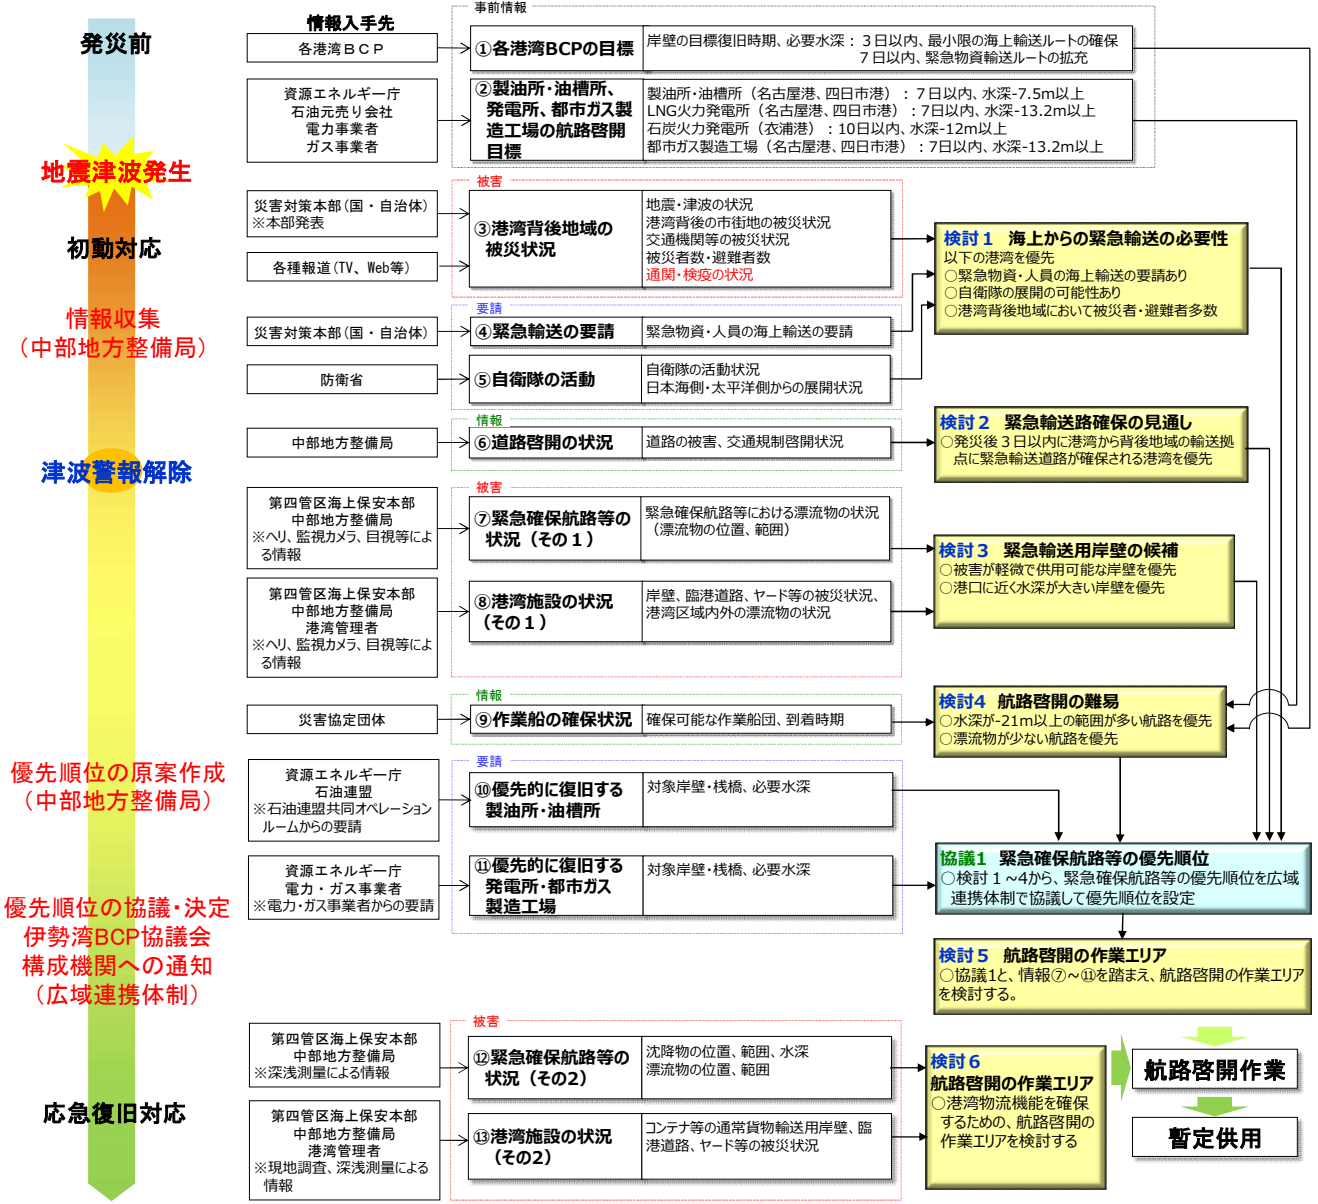 発災前
地震津波発生
初動対応
情報収集
（中部地方整備局）
津波警報解除
優先順位の原案作成
（中部地方整備局）
優先順位の協議・決定
伊勢湾BCP協議会
構成機関への通知
（広域連携体制）
応急復旧対応
情報入手先
事前情報
各港湾ＢＣＰ
①各港湾BCPの目標
岸壁の目標復旧時期、必要水深：３日以内、最小限の海上輸送ルートの確保
７日以内、緊急物資輸送ルートの拡充
資源エネルギー庁
石油元売り会社
電力事業者
ガス事業者
②製油所・油槽所、
発電所、都市ガス製
造工場の航路啓開
目標
製油所・油槽所（名古屋港、四日市港）：7日以内、水深-7.5m以上
LNG火力発電所（名古屋港、四日市港）：7日以内、水深-13.2m以上
石炭火力発電所（衣浦港）：10日以内、水深-12m以上
都市ガス製造工場（名古屋港、四日市港）：7日以内、水深-13.2m以上
被害
災害対策本部（国・自治体）
※本部発表
各種報道（TV、Web等）
③港湾背後地域の
被災状況
地震・津波の状況
港湾背後の市街地の被災状況
交通機関等の被災状況
被災者数・避難者数
通関・検疫の状況
要請
災害対策本部（国・自治体）
④緊急輸送の要請
緊急物資・人員の海上輸送の要請
防衛省
⑤自衛隊の活動
自衛隊の活動状況
日本海側・太平洋側からの展開状況
情報
中部地方整備局
⑥道路啓開の状況
道路の被害、交通規制啓開状況
被害
第四管区海上保安本部
中部地方整備局
※ヘリ、監視カメラ、目視等によ
る情報
⑦緊急確保航路等の
状況（その１）
緊急確保航路等における漂流物の状況
（漂流物の位置、範囲）
第四管区海上保安本部
中部地方整備局
港湾管理者
※ヘリ、監視カメラ、目視等によ
る情報
⑧港湾施設の状況
（その１）
岸壁、臨港道路、ヤード等の被災状況、
港湾区域内外の漂流物の状況
情報
災害協定団体
⑨作業船の確保状況
確保可能な作業船団、到着時期
要請
資源エネルギー庁
石油連盟
※石油連盟共同オペレーション
ルームからの要請
⑩優先的に復旧する
製油所・油槽所
対象岸壁・桟橋、必要水深
資源エネルギー庁
電力・ガス事業者
※電力・ガス事業者からの要請
⑪優先的に復旧する
発電所・都市ガス
製造工場
対象岸壁・桟橋、必要水深
被害
第四管区海上保安本部
中部地方整備局
※深浅測量による情報
⑫緊急確保航路等の
状況（その2）
沈降物の位置、範囲、水深
漂流物の位置、範囲
第四管区海上保安本部
中部地方整備局
港湾管理者
※現地調査、深浅測量による
情報
⑬港湾施設の状況
（その2）
コンテナ等の通常貨物輸送用岸壁、臨
港道路、ヤード等の被災状況
検討１ 海上からの緊急輸送の必要性
以下の港湾を優先
○緊急物資・人員の海上輸送の要請あり
○自衛隊の展開の可能性あり
○港湾背後地域において被災者・避難者多数
検討２ 緊急輸送路確保の見通し
○発災後３日以内に港湾から背後地域の輸送拠
点に緊急輸送道路が確保される港湾を優先
検討３ 緊急輸送用岸壁の候補
○被害が軽微で供用可能な岸壁を優先
○港口に近く水深が大きい岸壁を優先
検討4 航路啓開の難易
○水深が-21m以上の範囲が多い航路を優先
○漂流物が少ない航路を優先
協議1 緊急確保航路等の優先順位
○検討１～4から、緊急確保航路等の優先順位を広域
連携体制で協議して優先順位を設定
検討５ 航路啓開の作業エリア
○協議1と、情報⑦～⑪を踏まえ、航路啓開の作業エリア
を検討する。
検討６
航路啓開の作業エリア
○港湾物流機能を確保
するための、航路啓開の
作業エリアを検討する
航路啓開作業
暫定供用